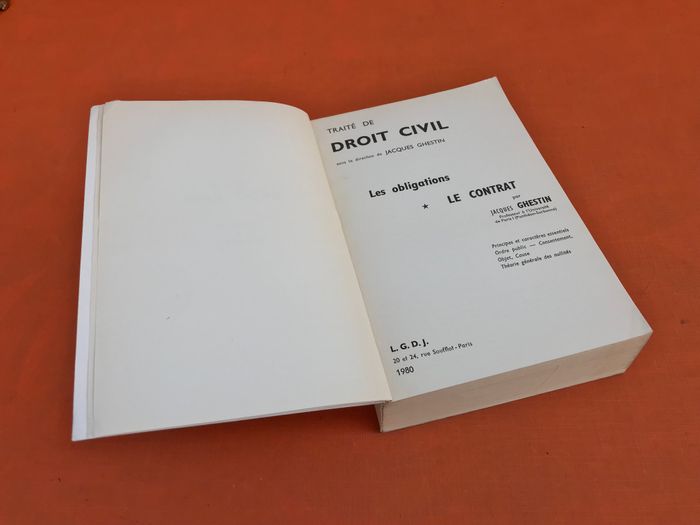 TRAITÉ DE
DROIT CIVIL
sous la direction de JACQUES GHESTIN
Les obligations
★ LE CONTRAT
par
JACQUES GHESTIN
Professeur à l'Université
de Paris I (Panthéon-Sorbonne)
Principes et caractères essentiels
Ordre public — Consentement,
Objet, Cause
Théorie générale des nullités
L. G. D. J.
20 et 24, rue Soufflot - Paris
1980